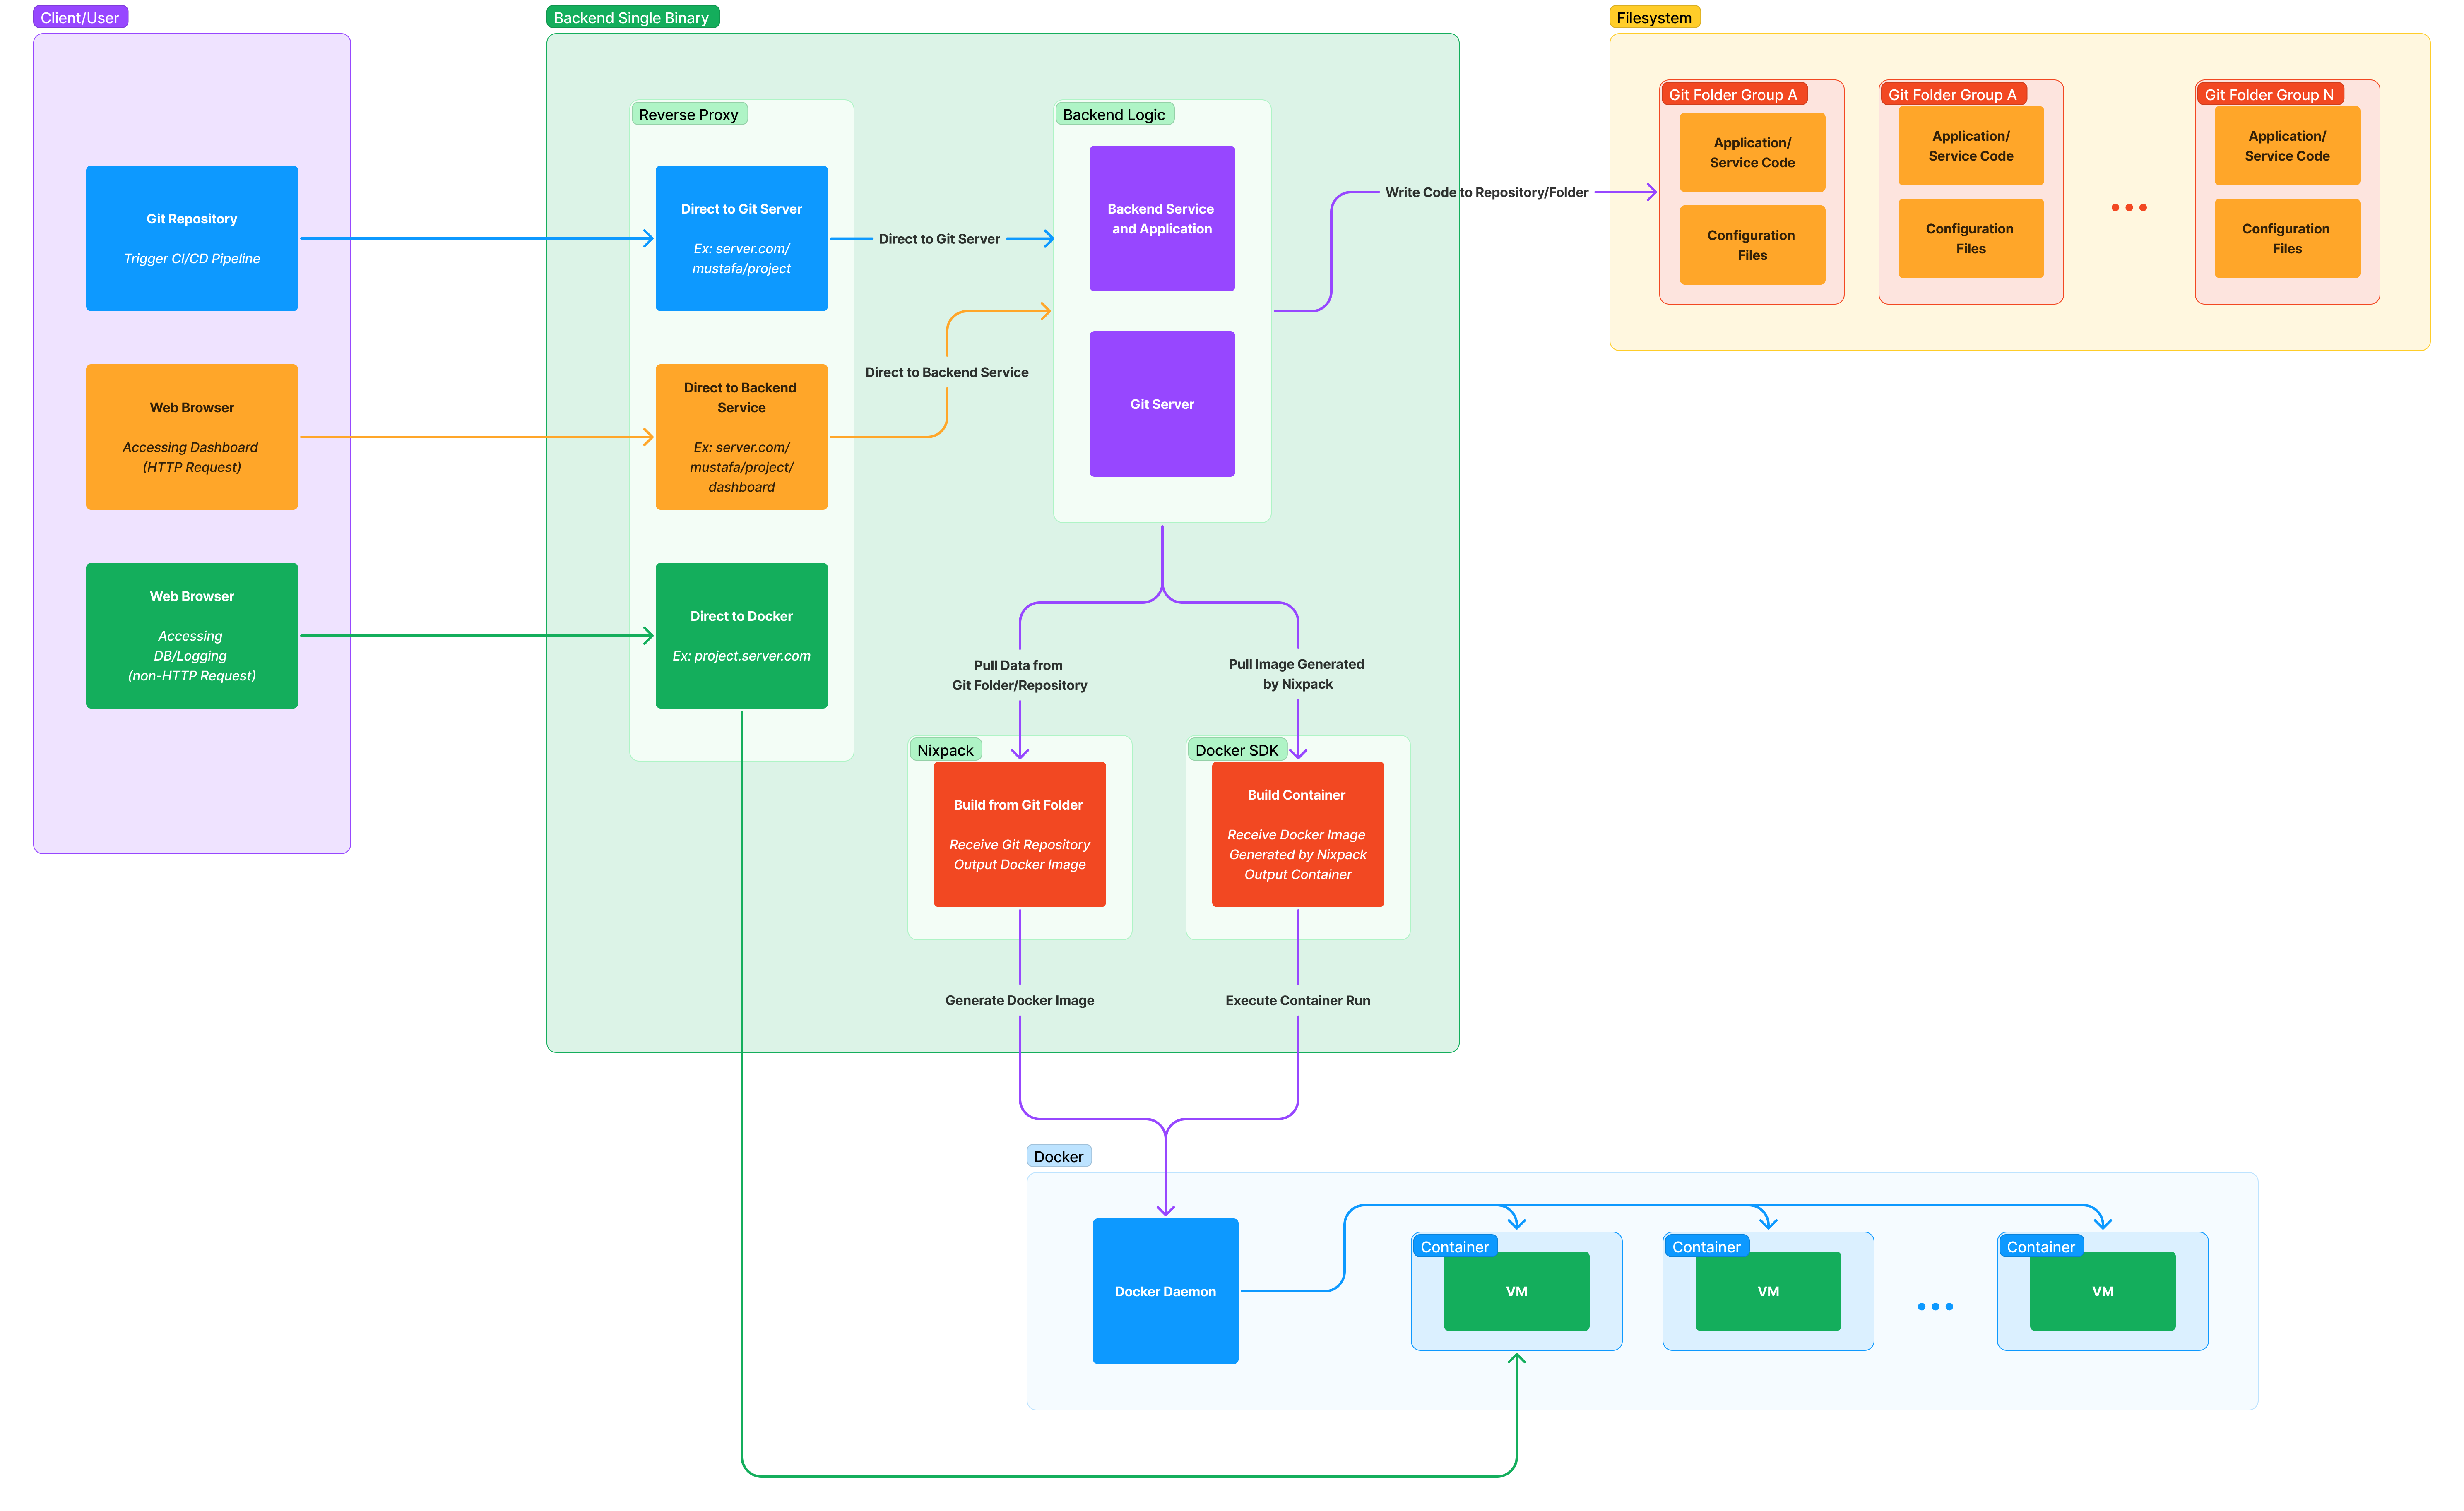 Client/User
Git Repository
Trigger CI/CD Pipeline
Web Browser
Accessing Dashboard
(HTTP Request)
Web Browser
Accessing
DB/Logging
(non-HTTP Request)
Backend Single Binary
Reverse Proxy
Direct to Git Server
Ex: server.com/
mustafa/project
Direct to Backend
Service
Ex: server.com/
mustafa/project/
dashboard
Direct to Docker
Ex: project.server.com
Direct to Git Server
Direct to Backend Service
Backend Logic
Backend Service
and Application
Git Server
Write Code to Repository/Folder
Pull Data from
Git Folder/Repository
Pull Image Generated
by Nixpack
Nixpack
Build from Git Folder
Receive Git Repository
Output Docker Image
Docker SDK
Build Container
Receive Docker Image
Generated by Nixpack
Output Container
Generate Docker Image
Execute Container Run
Filesystem
Git Folder Group A
Application/
Service Code
Configuration
Files
Git Folder Group A
Application/
Service Code
Configuration
Files
Git Folder Group N
Application/
Service Code
Configuration
Files
Docker
Docker Daemon
Container
VM
Container
VM
Container
VM